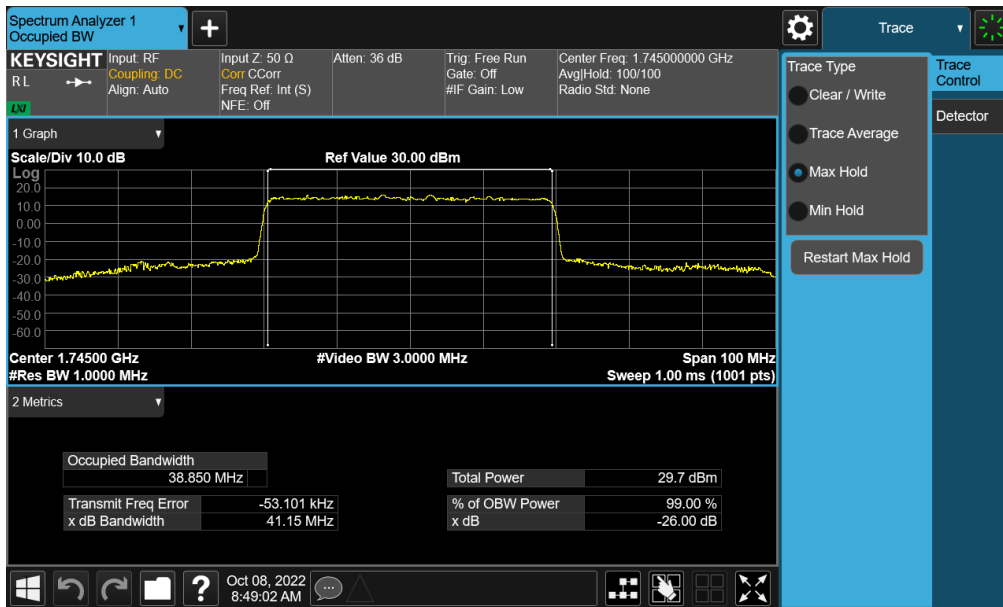 Spectrum Analyzer 1
Occupied BW
+
Trace
KEYSIGHT
R L
LXI
Input: RF
Coupling: DC
Align: Auto
Input Z: 50 Ω
Corr CCorr
Freq Ref: Int (S)
NFE: Off
Atten: 36 dB
Trig: Free Run
Gate: Off
#IF Gain: Low
Center Freq: 1.745000000 GHz
Avg|Hold: 100/100
Radio Std: None
Trace Type
Clear / Write
Trace Average
Max Hold
Min Hold
Restart Max Hold
Trace
Control
Detector
1 Graph
Scale/Div 10.0 dB
Ref Value 30.00 dBm
Log
20.0
10.0
0.00
-10.0
-20.0
-30.0
-40.0
-50.0
-60.0
Center 1.74500 GHz
#Video BW 3.0000 MHz
Span 100 MHz
#Res BW 1.0000 MHz
Sweep 1.00 ms (1001 pts)
2 Metrics
Occupied Bandwidth
38.850 MHz
Total Power 29.7 dBm
Transmit Freq Error -53.101 kHz
% of OBW Power 99.00 %
x dB Bandwidth 41.15 MHz
x dB -26.00 dB
?
Oct 08, 2022
8:49:02 AM